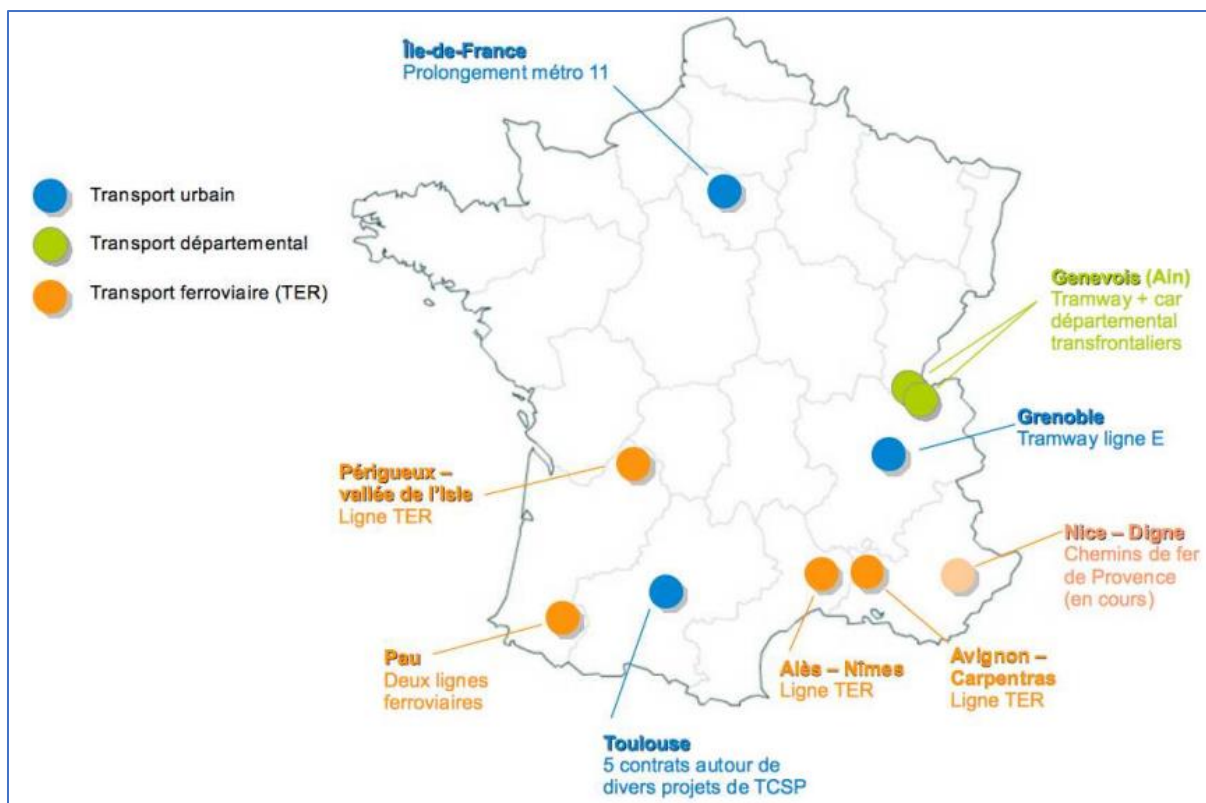 Île-de-France
Prolongement métro 11
Transport urbain
Transport départemental
Transport ferroviaire (TER)
Genevois (Ain)
Tramway + car
départemental
transfrontaliers
Grenoble
Tramway ligne E
Périgueux –
vallée de l'Isle
Ligne TER
Nice – Digne
Chemins de fer
de Provence
(en cours)
Pau
Deux lignes
ferroviaires
Alès – Nîmes
Ligne TER
Avignon –
Carpentras
Ligne TER
Toulouse
5 contrats autour de
divers projets de TCSP